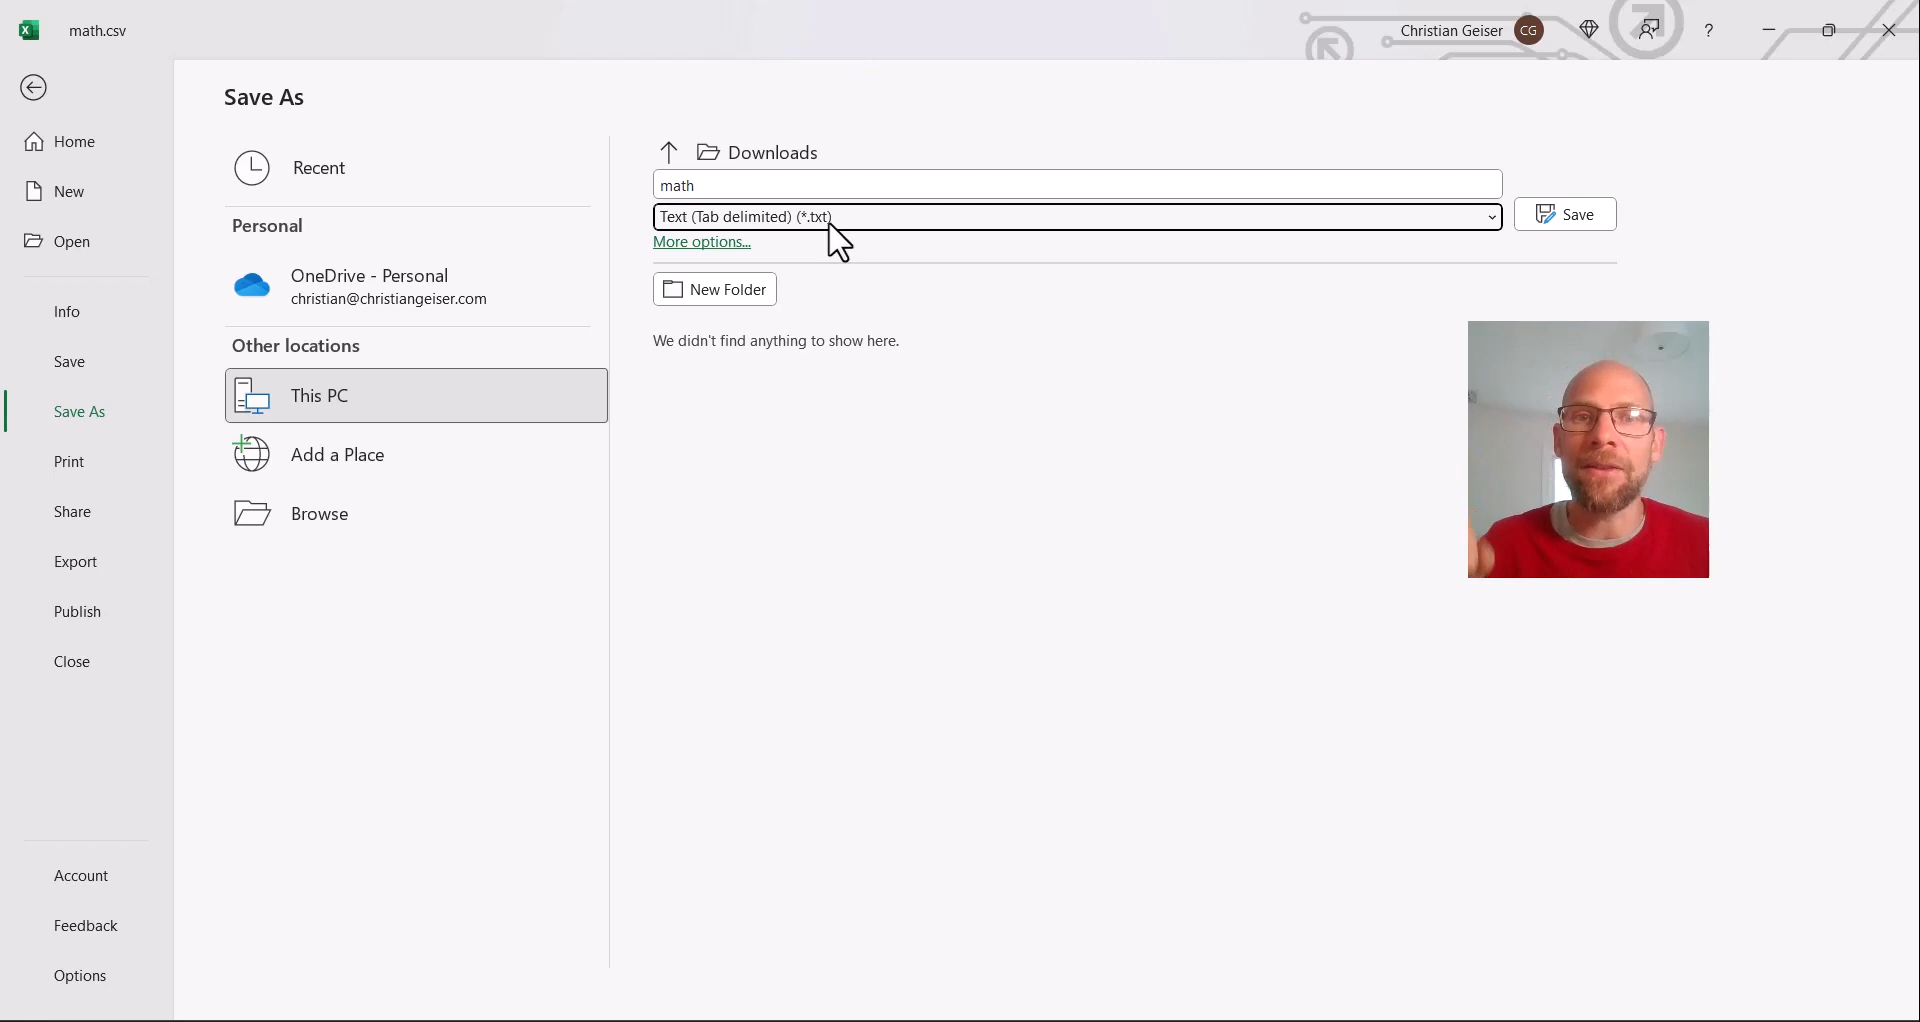 math.csv
Christian Geiser CG ?
Save As
Home
New
Open
Info
Save
Save As
Print
Share
Export
Publish
Close
Account
Feedback
Options
Recent
Personal
OneDrive - Personal
christian@christiangeiser.com
Other locations
This PC
Add a Place
Browse
Downloads
math
Text (Tab delimited) (*.txt)
Save
More options...
New Folder
We didn't find anything to show here.